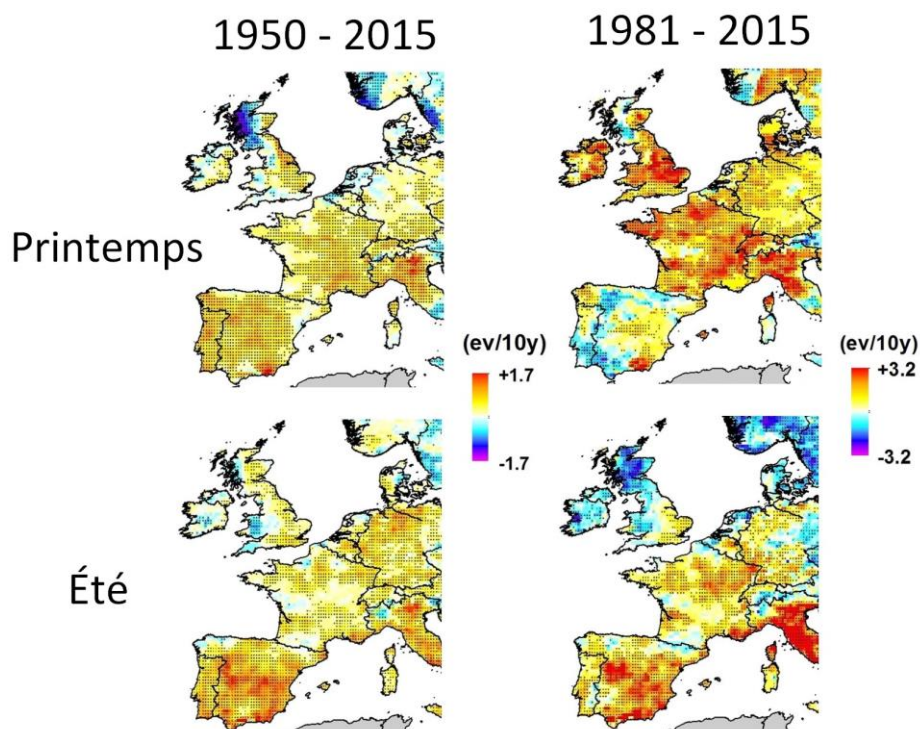 1950 - 2015
1981 - 2015
Printemps
(ev/10y)
+1.7
-1.7
(ev/10y)
+3.2
-3.2
Été